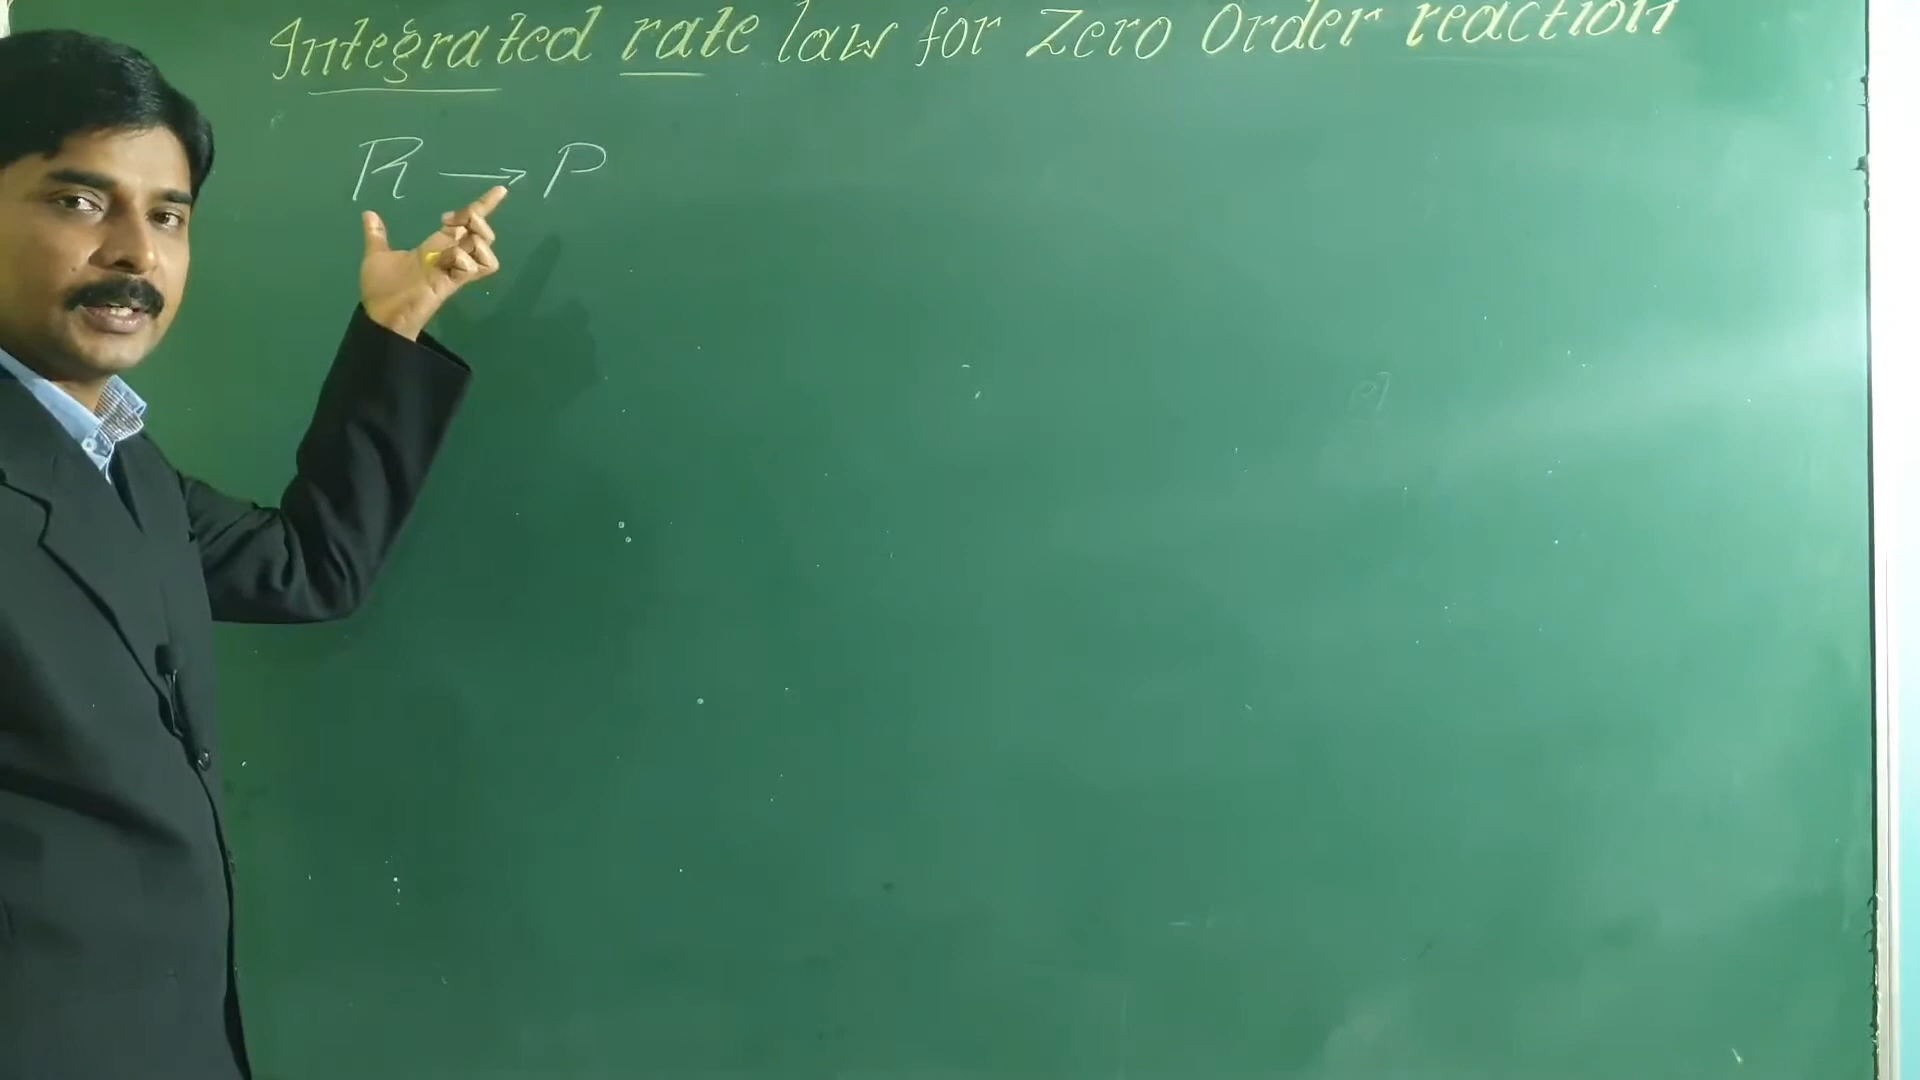 Integrated rate law for Zero Order reaction
R → P